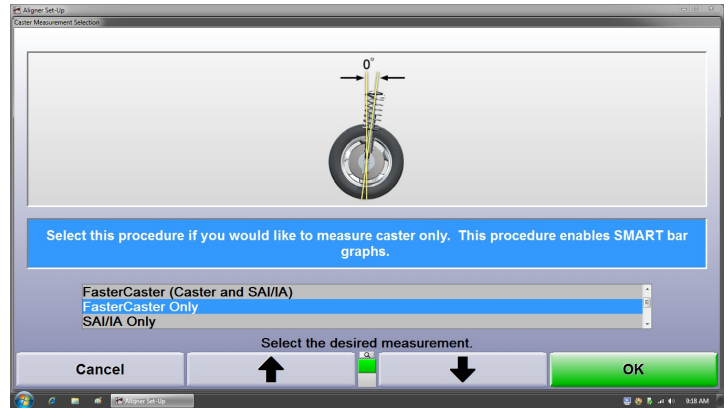 Aligner Set-Up
Caster Measurement Selection
0°
Select this procedure if you would like to measure caster only. This procedure enables SMART bar
graphs.
FasterCaster (Caster and SAI/IA)
FasterCaster Only
SAI/IA Only
Select the desired measurement.
Cancel
OK
Aligner Set-Up
9:18 AM